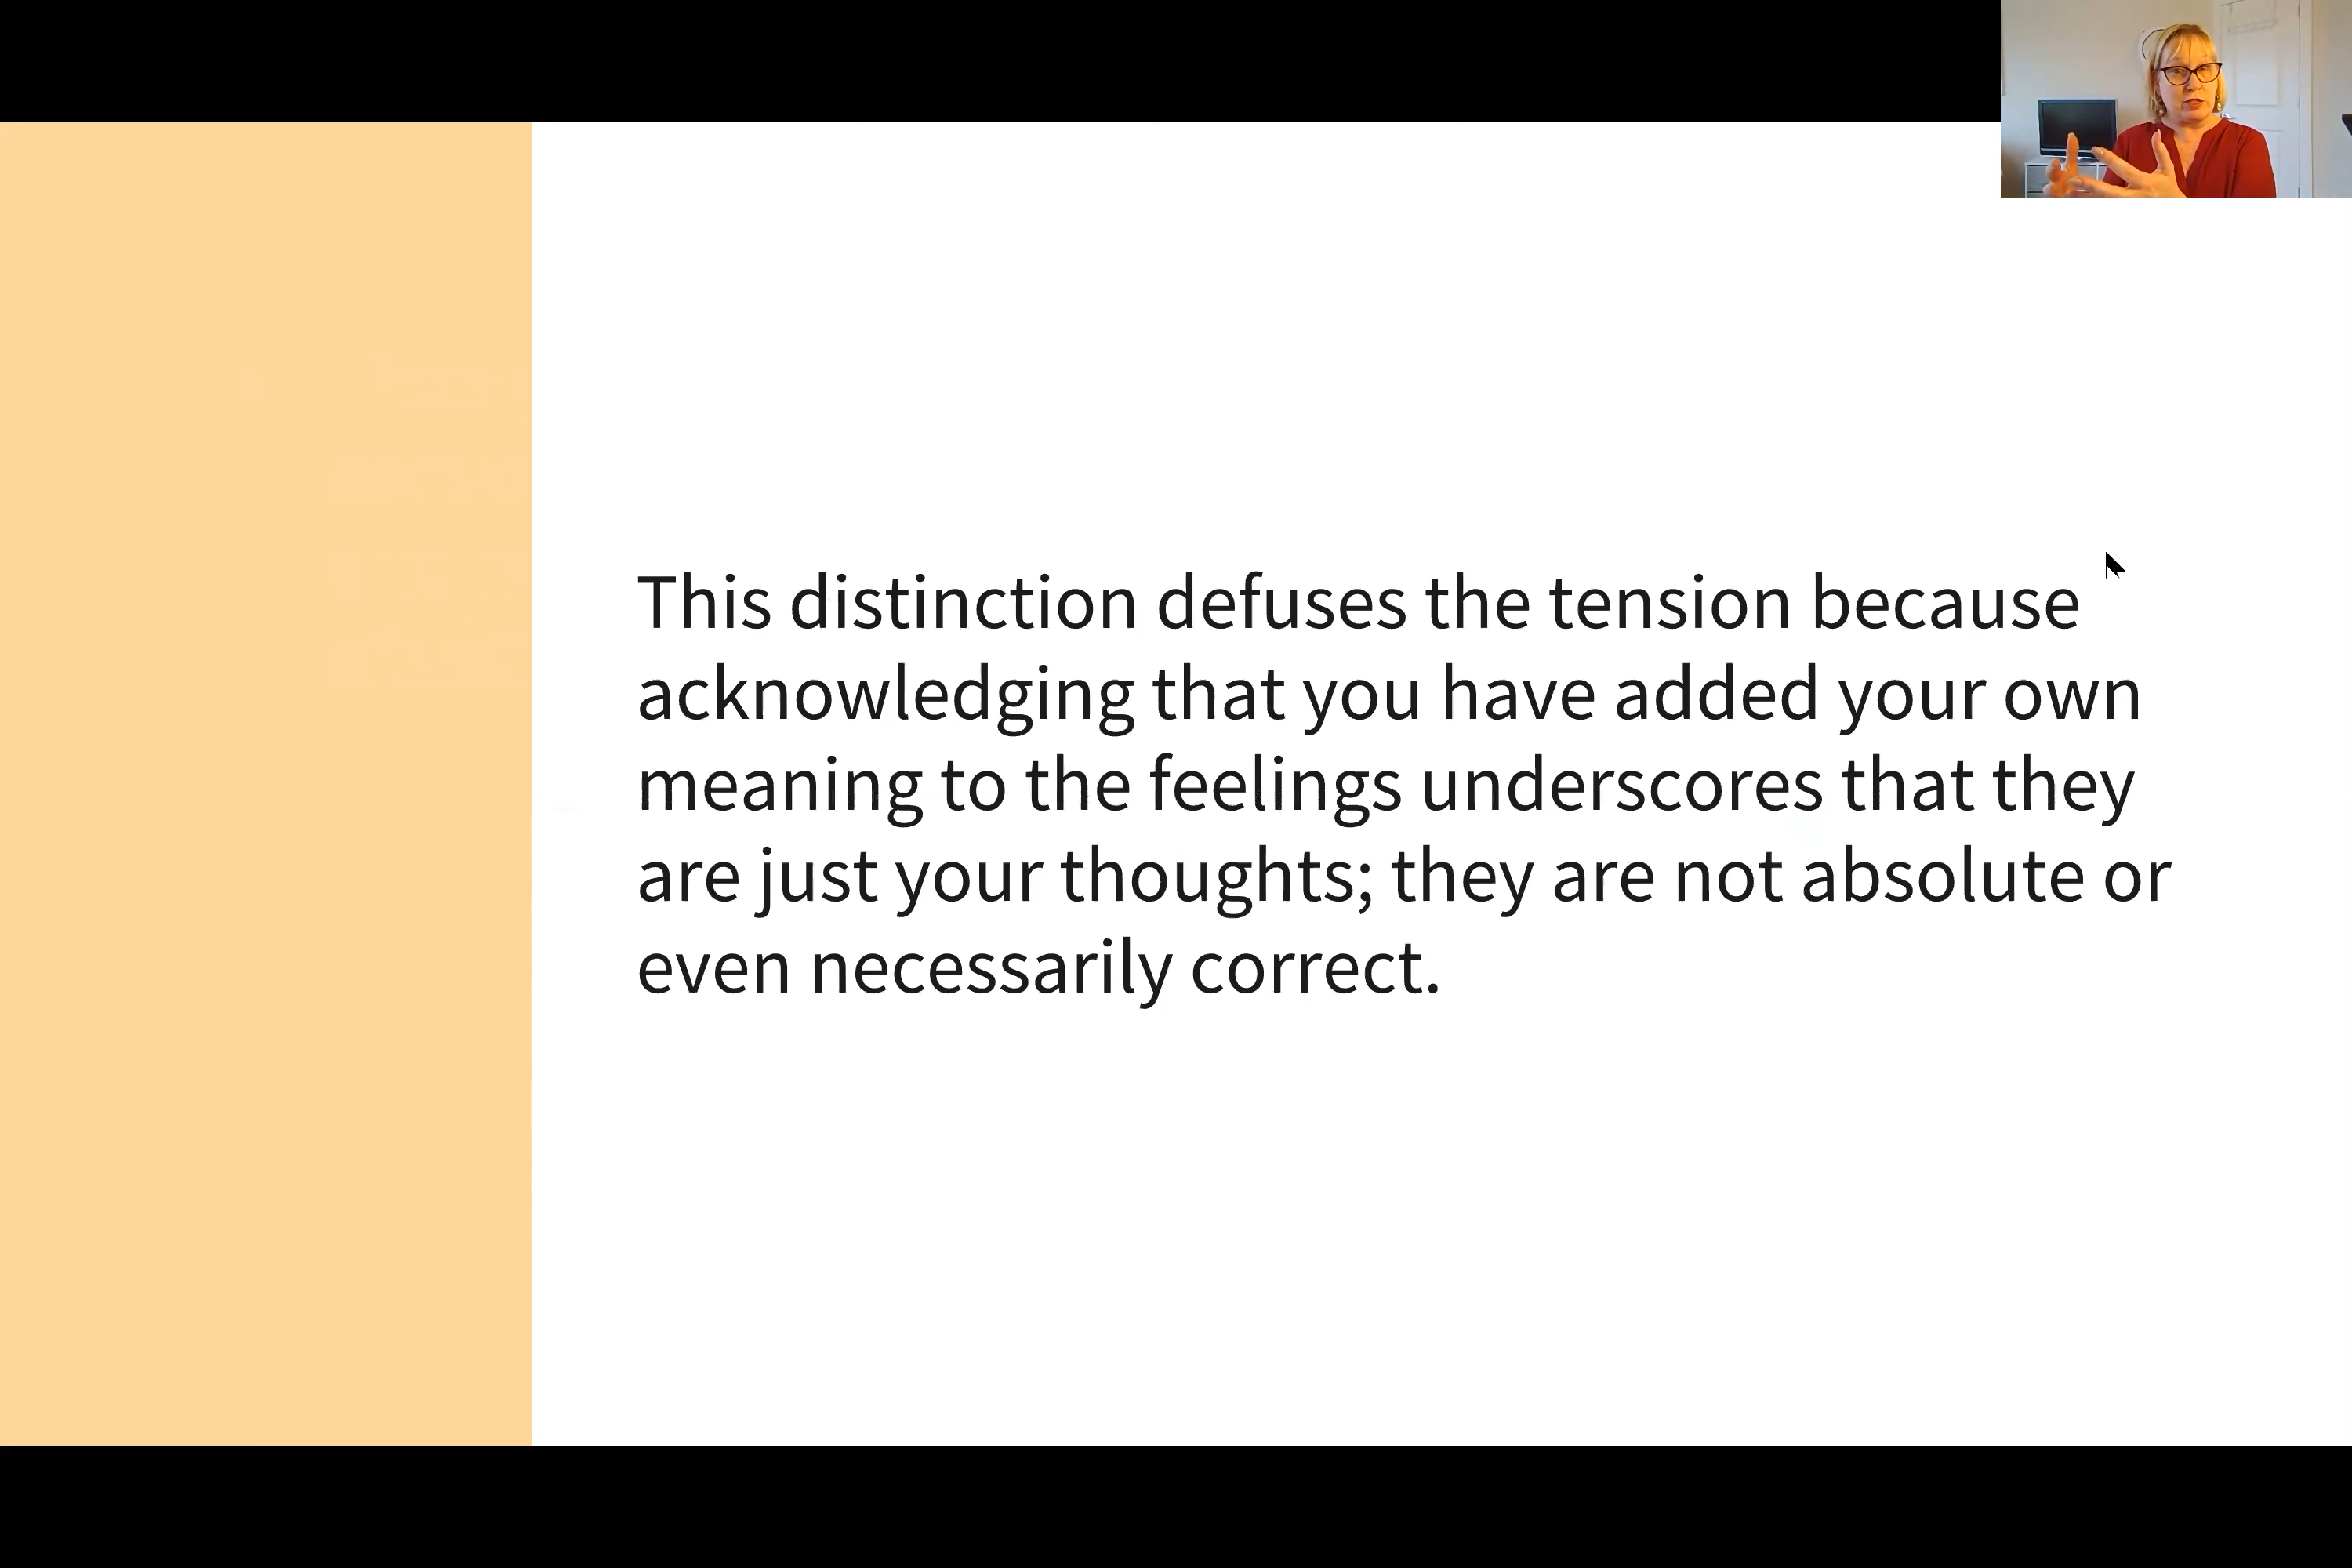 This distinction defuses the tension because
acknowledging that you have added your own
meaning to the feelings underscores that they
are just your thoughts; they are not absolute or
even necessarily correct.